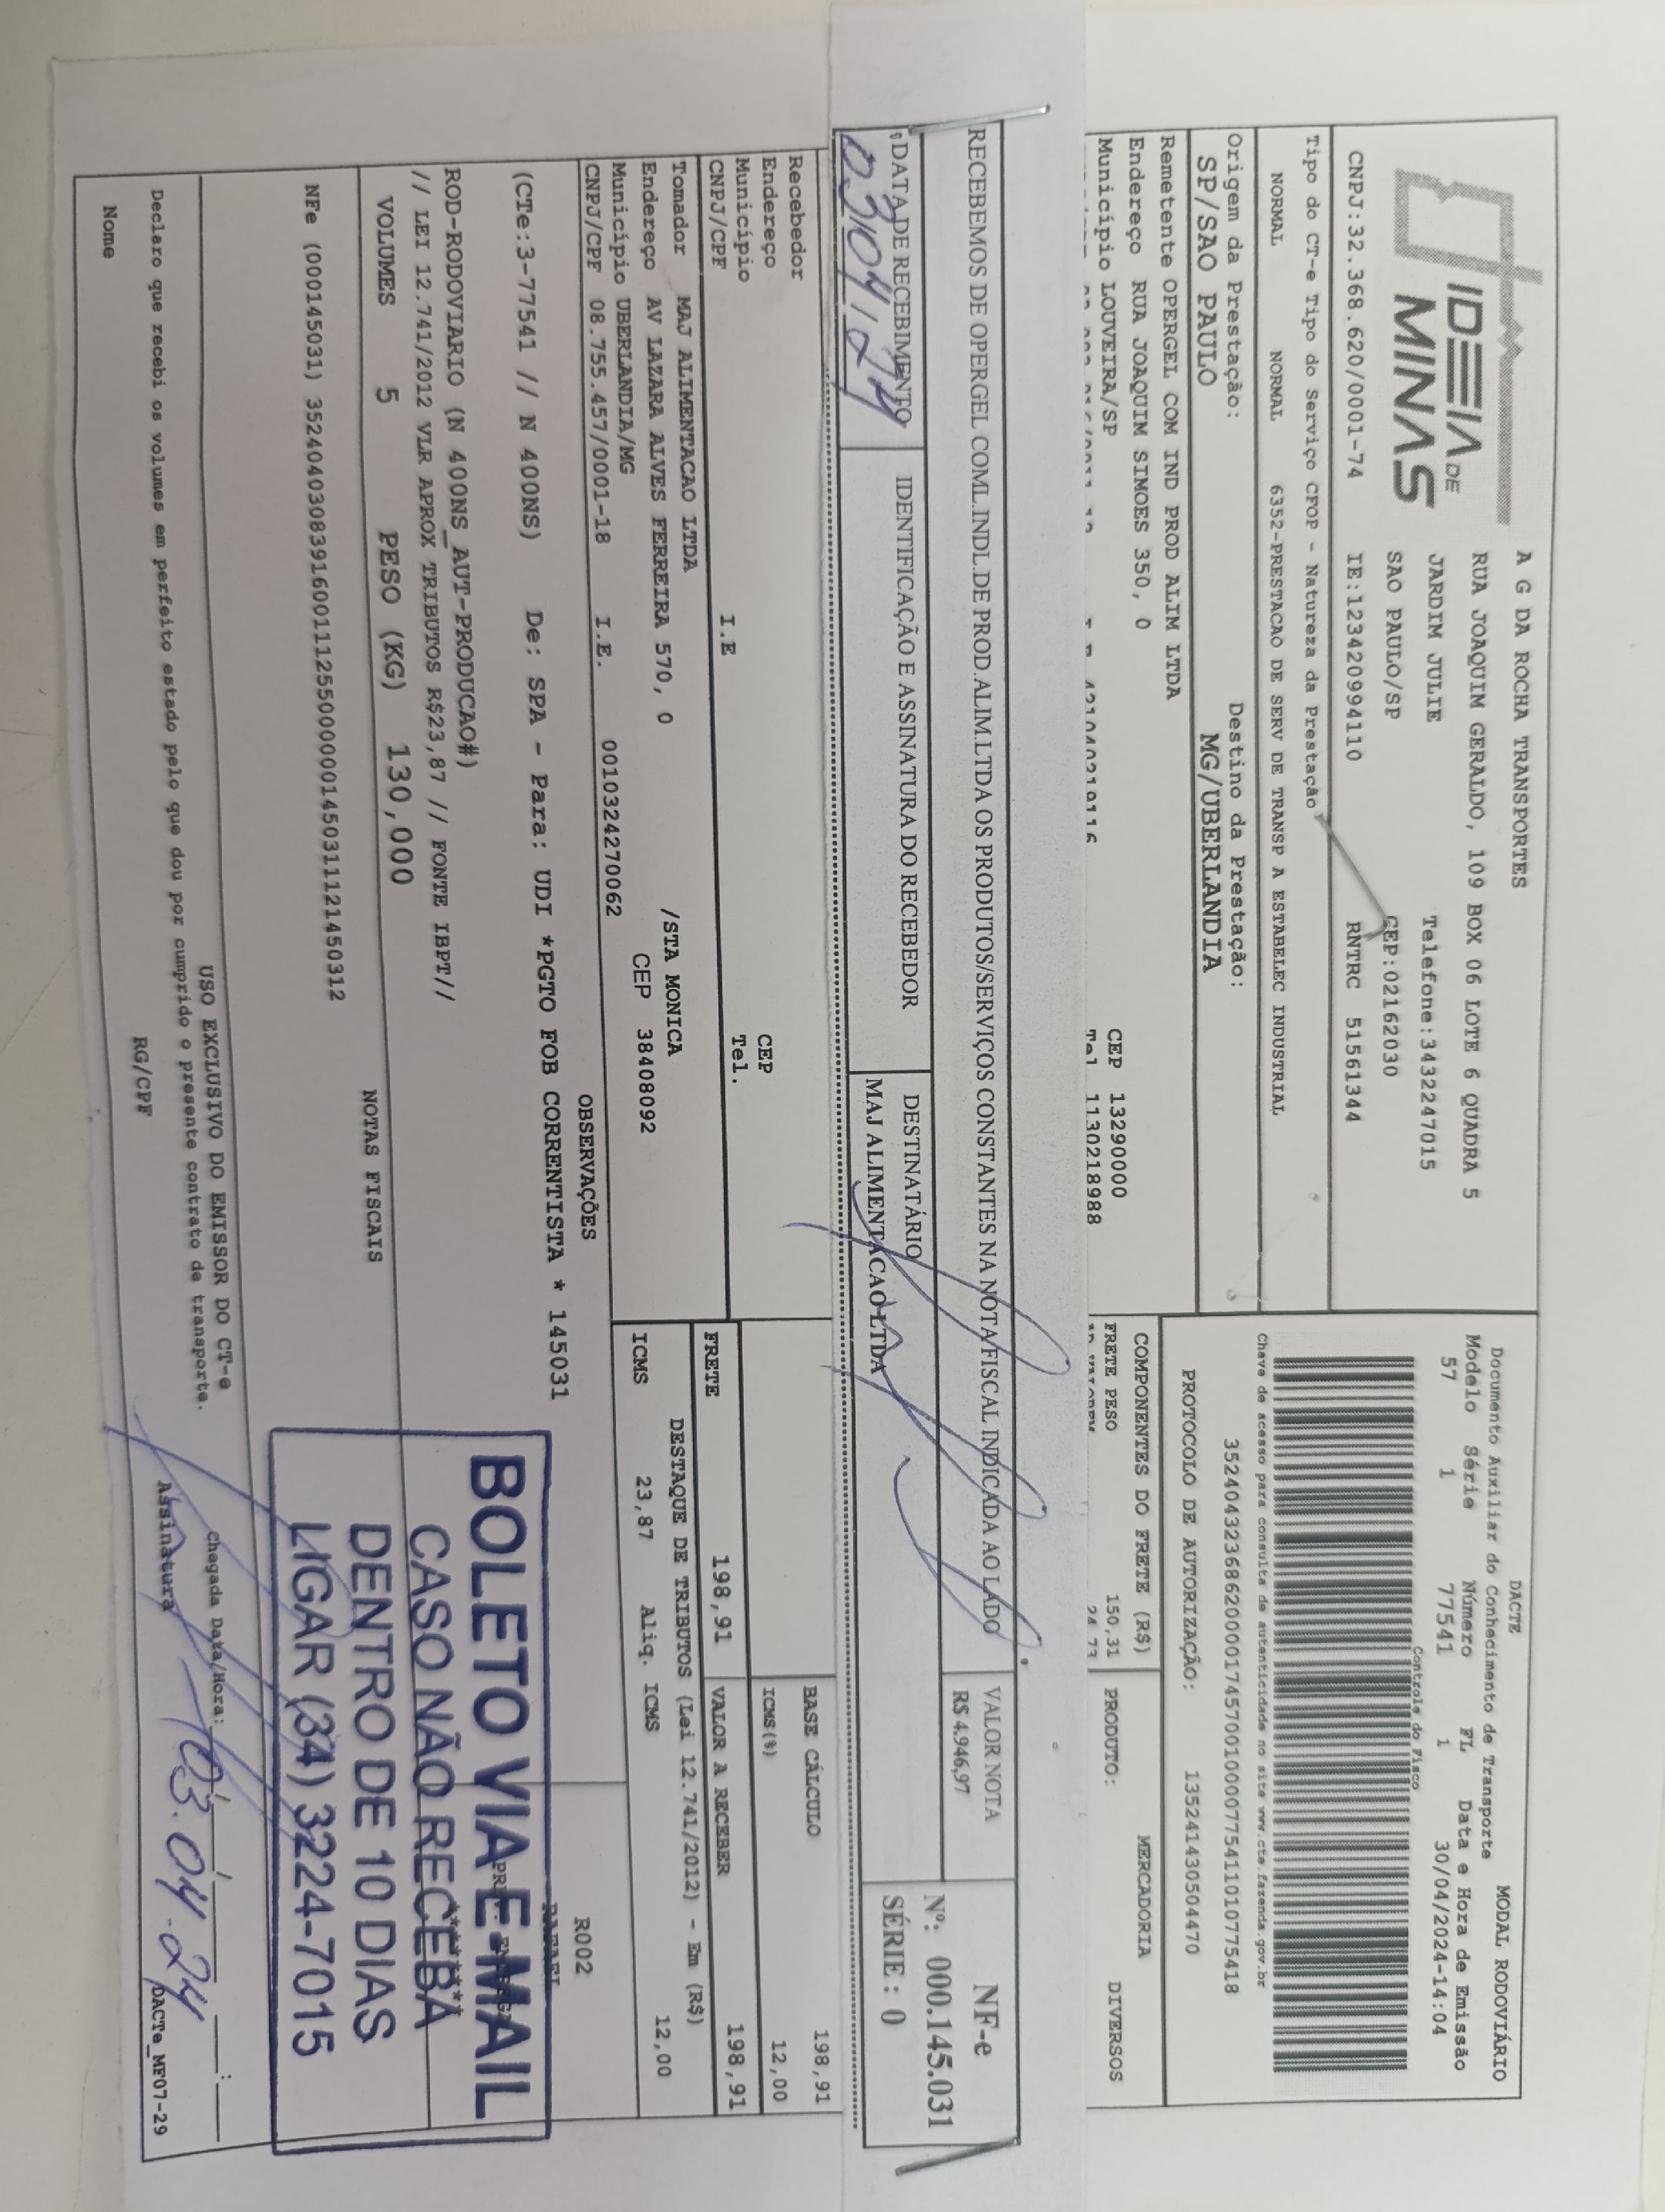 IDEIA DE
MINAS
A G DA ROCHA TRANSPORTES
RUA JOAQUIM GERALDO, 109 BOX 06 LOTE 6 QUADRA 5
JARDIM JULIE Telefone:3432247015
SAO PAULO/SP CEP:02162030
CNPJ:32.368.620/0001-74 IE:123420994110 RNTRC 51561344
Tipo do CT-e Tipo do Serviço CFOP - Natureza da Prestação
NORMAL NORMAL 6352-PRESTACAO DE SERV DE TRANSP A ESTABELEC INDUSTRIAL
Origem da Prestação: Destino da Prestação:
SP/SAO PAULO MG/UBERLANDIA
Remetente OPERGEL COM IND PROD ALIM LTDA
Endereço RUA JOAQUIM SIMOES 350, 0
Município LOUVEIRA/SP CEP 13290000
Tel 1130218988
DACTE MODAL RODOVIÁRIO
Documento Auxiliar do Conhecimento de Transporte
Modelo Série Número FL Data e Hora de Emissão
57 1 77541 1 30/04/2024-14:04
Controle do Fisco
Chave de acesso para consulta de autenticidade no site www.cte.fazenda.gov.br
35240432368620000174570010000775411010775418
PROTOCOLO DE AUTORIZAÇÃO: 135241430504470
COMPONENTES DO FRETE (R$) MERCADORIA
FRETE PESO 150,31 PRODUTO: DIVERSOS
24,73
RECEBEMOS DE OPERGEL COML.INDL.DE PROD.ALIM.LTDA OS PRODUTOS/SERVIÇOS CONSTANTES NA NOTA FISCAL INDICADA AO LADO
VALOR NOTA
R$ 4.946,97
NF-e
Nº: 000.145.031
SÉRIE : 0
DATA DE RECEBIMENTO IDENTIFICAÇÃO E ASSINATURA DO RECEBEDOR DESTINATÁRIO
03/04/24 MAJ ALIMENTACAO LTDA
Recebedor
Endereço CEP
Município Tel.
CNPJ/CPF I.E
BASE CÁLCULO 198,91
ICMS(%) 12,00
FRETE 198,91 VALOR A RECEBER 198,91
Tomador MAJ ALIMENTACAO LTDA
Endereço AV LAZARA ALVES FERREIRA 570, 0 /STA MONICA
Município UBERLANDIA/MG CEP 38408092
CNPJ/CPF 08.755.457/0001-18 I.E. 0010324270062
DESTAQUE DE TRIBUTOS (Lei 12.741/2012) - Em (R$)
ICMS 23,87 Aliq. ICMS 12,00
OBSERVAÇÕES
(CTe:3-77541 // N 400NS) De: SPA - Para: UDI *PGTO FOB CORRENTISTA * 145031
R002
ROD-RODOVIARIO (N 400NS_AUT-PRODUCAO#)
// LEI 12.741/2012 VLR APROX TRIBUTOS R$23,87 // FONTE IBPT//
VOLUMES 5 PESO (KG) 130,000
NOTAS FISCAIS
NFe (000145031) 35240403083916001112550000001450311121450312
BOLETO VIA E-MAIL
CASO NÃO RECEBA
DENTRO DE 10 DIAS
LIGAR (34) 3224-7015
USO EXCLUSIVO DO EMISSOR DO CT-e
Declaro que recebi os volumes em perfeito estado pelo que dou por cumprido o presente contrato de transporte.
Chegada Data/Hora: ___/___/___ ___:___
Nome RG/CPF Assinatura 03.04.24
DACTe_MF07-29